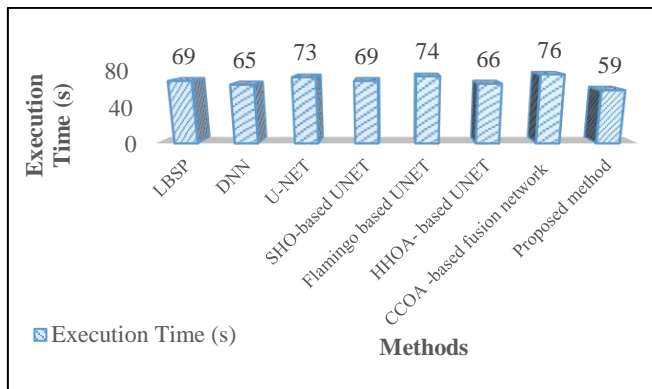 69 65 73 69 74 66 76 59
Execution
Time (s)
80
40
0
LBSP
DNN
U-NET
SHO-based UNET
Flamingo based UNET
HHOA- based UNET
CCOA -based fusion network
Proposed method
Execution Time (s)
Methods